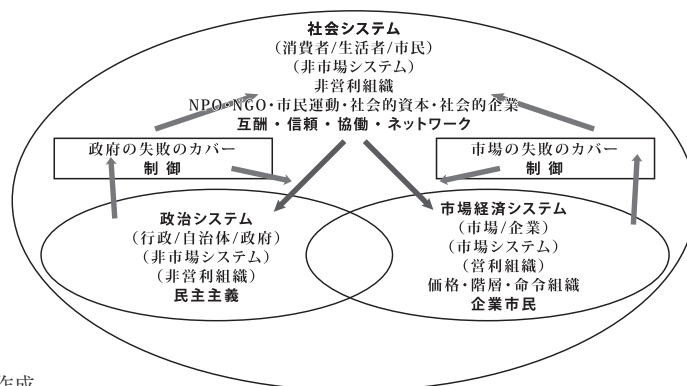 社会システム
（消費者/生活者/市民）
（非市場システム）
非営利組織
NPO・NGO・市民運動・社会的資本・社会的企業
互酬・信頼・協働・ネットワーク
政府の失敗のカバー
制 御
市場の失敗のカバー
制 御
政治システム
（行政/自治体/政府）
（非市場システム）
（非営利組織）
民主主義
市場経済システム
（市場/企業）
（市場システム）
（営利組織）
価格・階層・命令組織
企業市民
作成